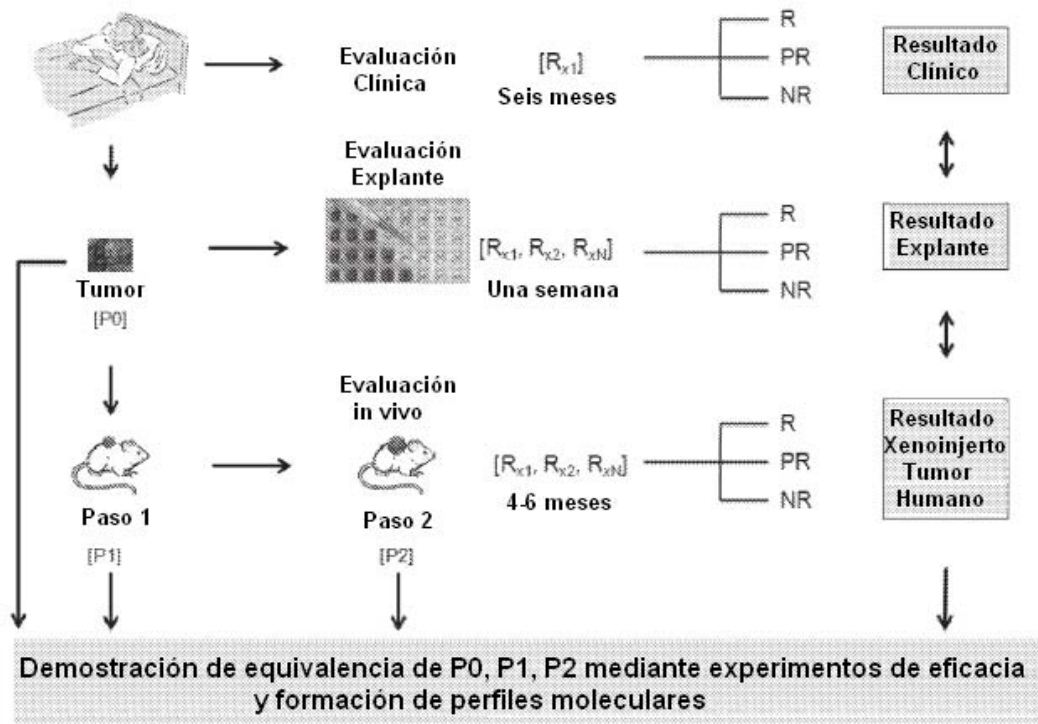 Evaluación
Clínica
[Rx1]
Seis meses
R
PR
NR
Resultado
Clínico
Evaluación
Explante
Tumor
[P0]
[Rx1, Rx2, RxN]
Una semana
R
PR
NR
Resultado
Explante
Evaluación
in vivo
Paso 1
[P1]
Paso 2
[P2]
[Rx1, Rx2, RxN]
4-6 meses
R
PR
NR
Resultado
Xenoinjerto
Tumor
Humano
Demostración de equivalencia de P0, P1, P2 mediante experimentos de eficacia
y formación de perfiles moleculares